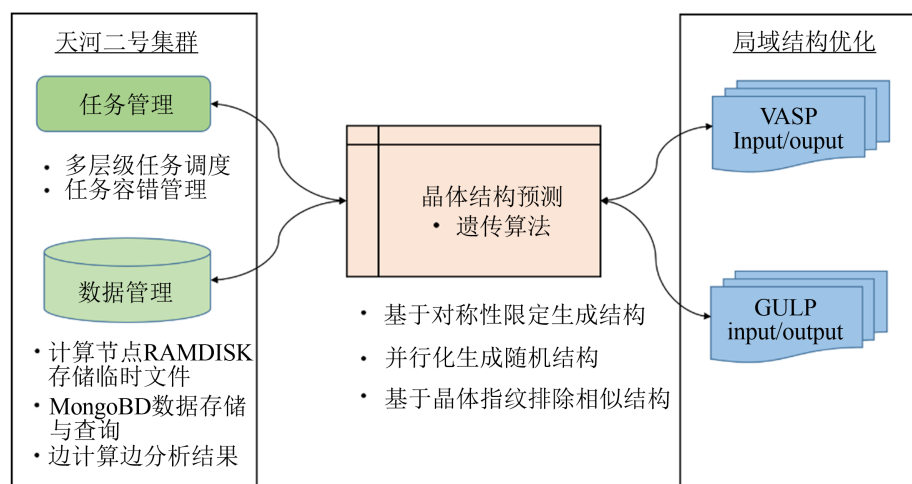 天河二号集群
任务管理
• 多层级任务调度
• 任务容错管理
数据管理
• 计算节点RAMDISK
存储临时文件
• MongoBD数据存储
与查询
• 边计算边分析结果
晶体结构预测
• 遗传算法
• 基于对称性限定生成结构
• 并行化生成随机结构
• 基于晶体指纹排除相似结构
局域结构优化
VASP
Input/ouput
GULP
input/output